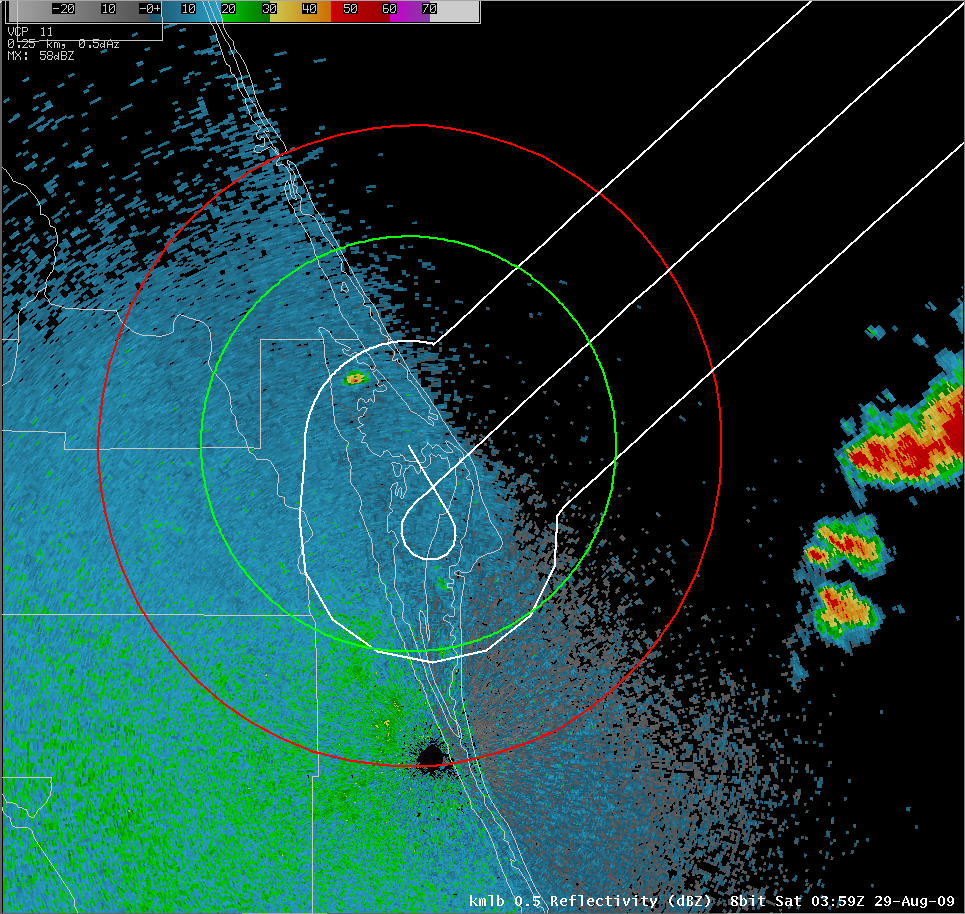 -20 10 -0+ 10 20 30 40 50 60 70
VCP 11
0.25 km, 0.5dAz
MX: 58dBZ
kmlb 0.5 Reflectivity (dBZ) 8bit Sat 03:59Z 29-Aug-09